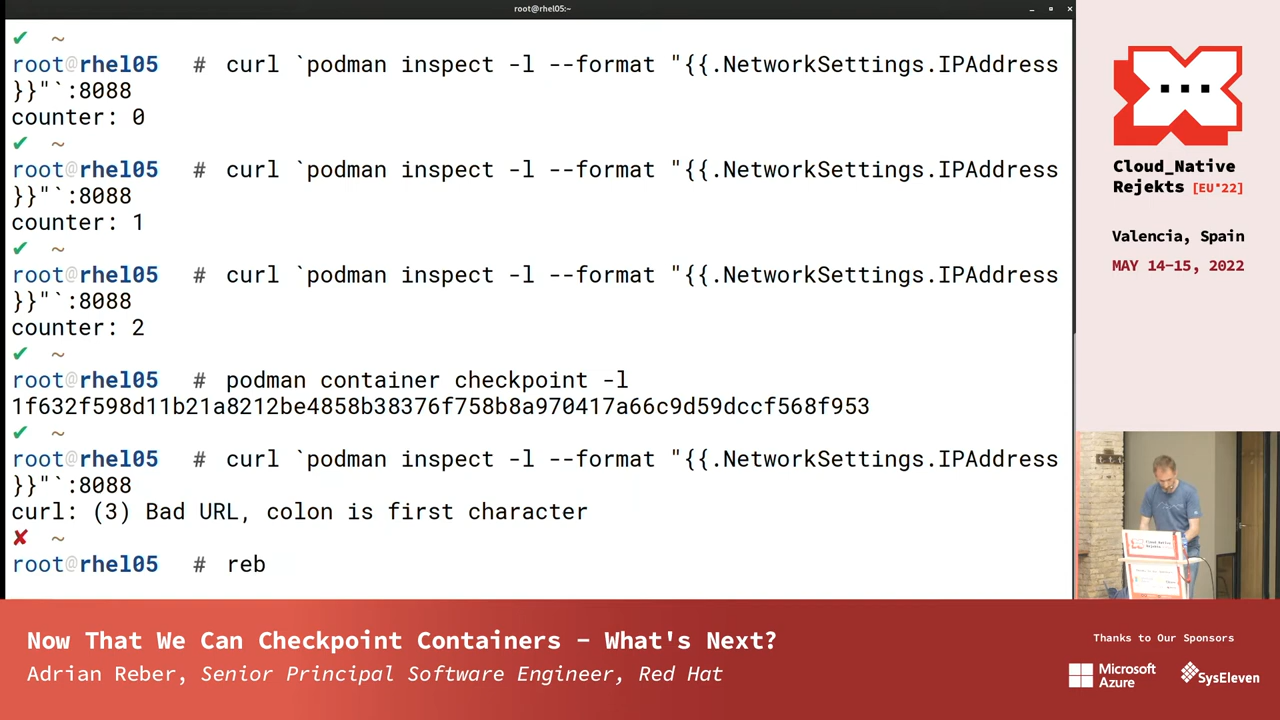 root@rhel05:~
✔ ~
root@rhel05 # curl `podman inspect -l --format "{{.NetworkSettings.IPAddress
}}"`:8088
counter: 0
✔ ~
root@rhel05 # curl `podman inspect -l --format "{{.NetworkSettings.IPAddress
}}"`:8088
counter: 1
✔ ~
root@rhel05 # curl `podman inspect -l --format "{{.NetworkSettings.IPAddress
}}"`:8088
counter: 2
✔ ~
root@rhel05 # podman container checkpoint -l
1f632f598d11b21a8212be4858b38376f758b8a970417a66c9d59dccf568f953
✔ ~
root@rhel05 # curl `podman inspect -l --format "{{.NetworkSettings.IPAddress
}}"`:8088
curl: (3) Bad URL, colon is first character
✘ ~
root@rhel05 # reb
Cloud_Native
Rejekts [EU*22]
Valencia, Spain
MAY 14-15, 2022
Now That We Can Checkpoint Containers - What's Next?
Adrian Reber, Senior Principal Software Engineer, Red Hat
Thanks to Our Sponsors
Microsoft
Azure
SysEleven